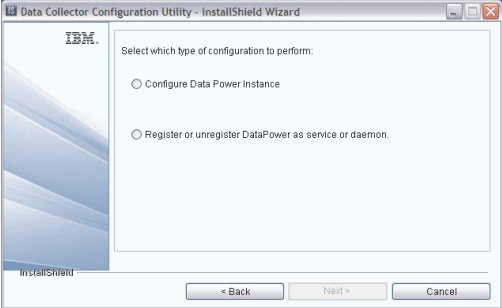 Data Collector Configuration Utility - InstallShield Wizard
IBM.
Select which type of configuration to perform:
Configure Data Power Instance
Register or unregister DataPower as service or daemon.
InstallShield
< Back
Next >
Cancel